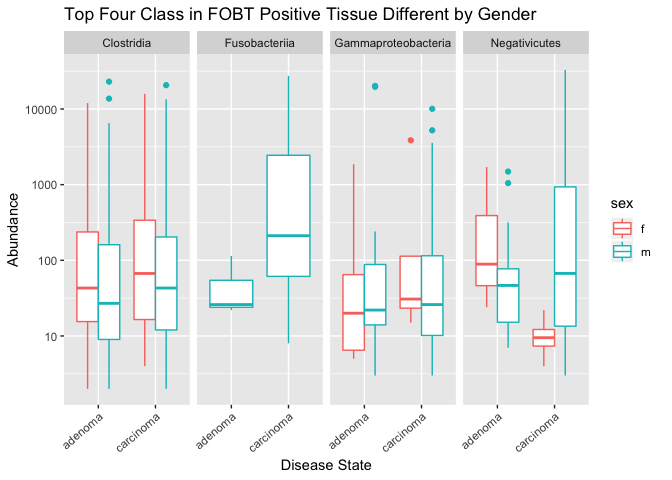 Top Four Class in FOBT Positive Tissue Different by Gender
Clostridia
Fusobacteriia
Gammaproteobacteria
Negativicutes
Abundance
10000
1000
100
10
adenoma
carcinoma
adenoma
carcinoma
adenoma
carcinoma
adenoma
carcinoma
Disease State
sex
f
m